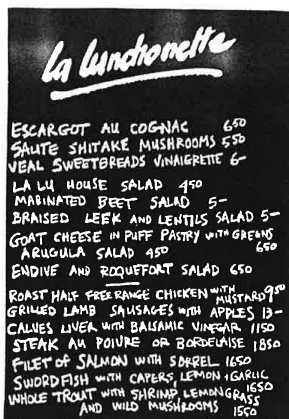 La Lunchonette
ESCARGOT AU COGNAC 650
SAUTE SHITAKE MUSHROOMS 550
VEAL SWEETBREADS VINAIGRETTE 6-
LA LU HOUSE SALAD 450
MARINATED BEET SALAD 5-
BRAISED LEEK AND LENTILS SALAD 5-
GOAT CHEESE IN PUFF PASTRY WITH GREENS 650
ARUGULA SALAD 450
ENDIVE AND ROQUEFORT SALAD 650
ROAST HALF FREE RANGE CHICKEN WITH MUSTARD 950
GRILLED LAMB SAUSAGES WITH APPLES 13-
CALVES LIVER WITH BALSAMIC VINEGAR 1150
STEAK AU POIVRE OR BORDELAISE 1850
FILET OF SALMON WITH SORREL 1650
SWORDFISH WITH CAPERS, LEMON + GARLIC 1650
WHOLE TROUT WITH SHRIMP, LEMON GRASS
AND WILD MUSHROOMS 1550